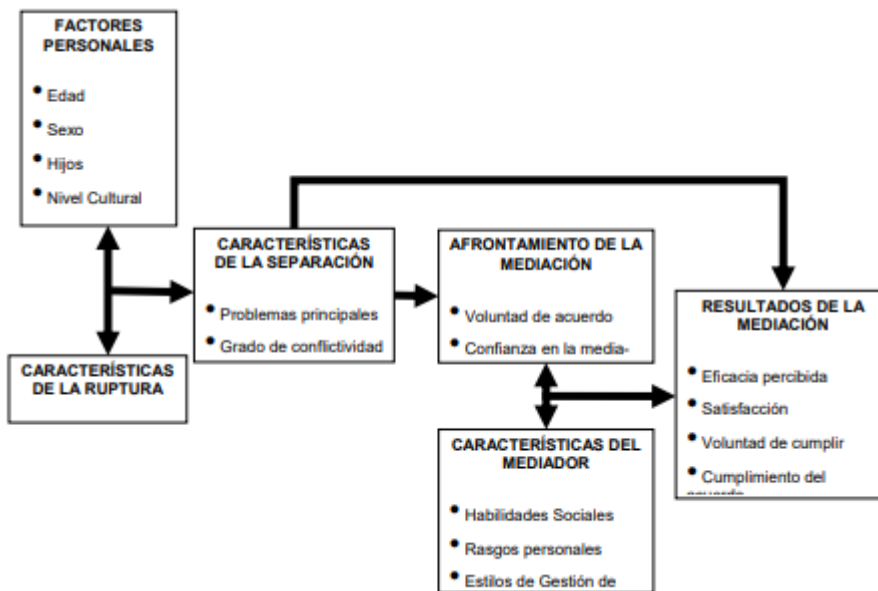 FACTORES
PERSONALES
• Edad
• Sexo
• Hijos
• Nivel Cultural
CARACTERÍSTICAS
DE LA RUPTURA
CARACTERÍSTICAS
DE LA SEPARACIÓN
• Problemas principales
• Grado de conflictividad
AFRONTAMIENTO DE LA
MEDIACIÓN
• Voluntad de acuerdo
• Confianza en la media-
CARACTERÍSTICAS DEL
MEDIADOR
• Habilidades Sociales
• Rasgos personales
• Estilos de Gestión de
RESULTADOS DE LA
MEDIACIÓN
• Eficacia percibida
• Satisfacción
• Voluntad de cumplir
• Cumplimiento del
acuerdo